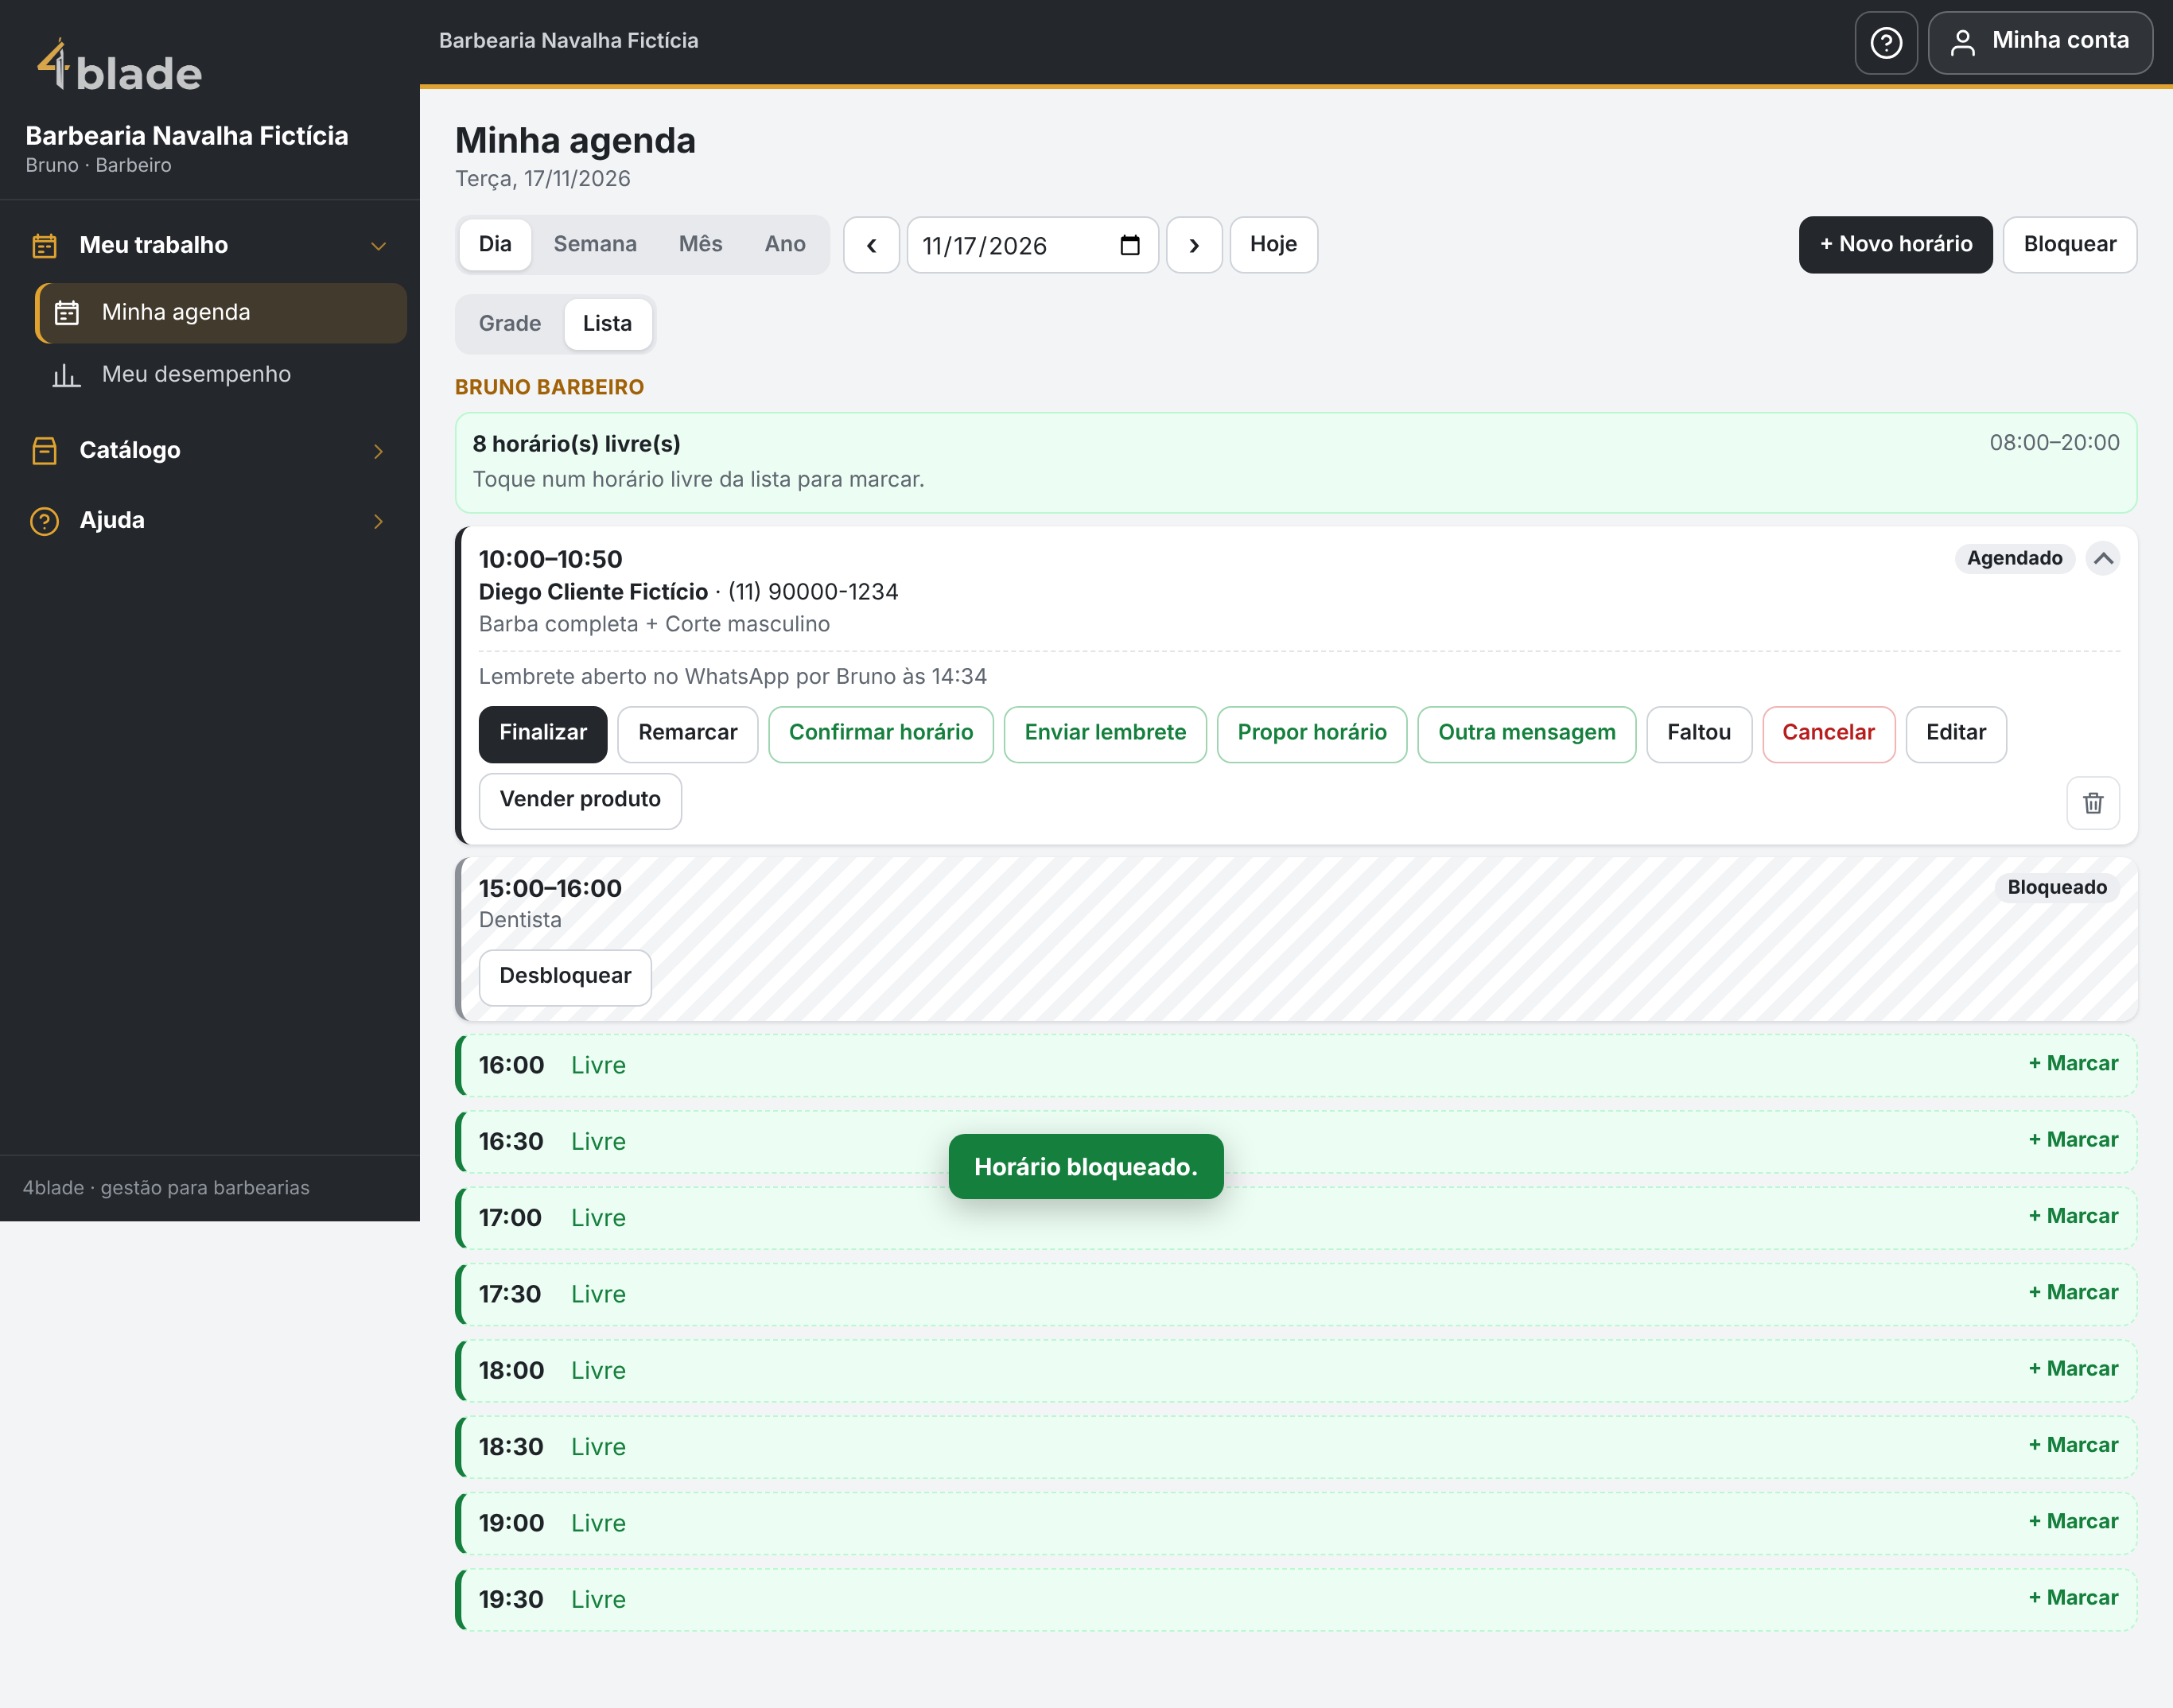 4blade
Barbearia Navalha Fictícia
Bruno · Barbeiro
Meu trabalho
Minha agenda
Meu desempenho
Catálogo
Ajuda
4blade · gestão para barbearias
Barbearia Navalha Fictícia
Minha conta
Minha agenda
Terça, 17/11/2026
Dia Semana Mês Ano 11/17/2026 Hoje + Novo horário Bloquear
Grade Lista
BRUNO BARBEIRO
8 horário(s) livre(s) 08:00–20:00
Toque num horário livre da lista para marcar.
10:00–10:50 Agendado
Diego Cliente Fictício · (11) 90000-1234
Barba completa + Corte masculino
Lembrete aberto no WhatsApp por Bruno às 14:34
Finalizar Remarcar Confirmar horário Enviar lembrete Propor horário Outra mensagem Faltou Cancelar Editar
Vender produto
15:00–16:00 Bloqueado
Dentista
Desbloquear
16:00 Livre + Marcar
16:30 Livre + Marcar
Horário bloqueado.
17:00 Livre + Marcar
17:30 Livre + Marcar
18:00 Livre + Marcar
18:30 Livre + Marcar
19:00 Livre + Marcar
19:30 Livre + Marcar